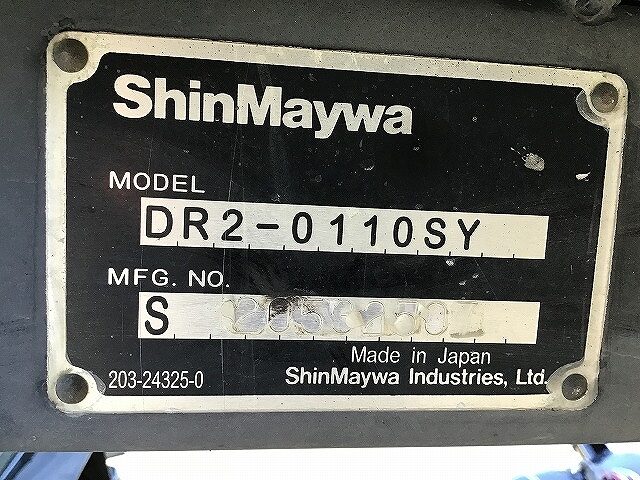 ShinMaywa
MODEL
DR2-0110SY
MFG. NO.
S
Made in Japan
203-24325-0
ShinMaywa Industries, Ltd.